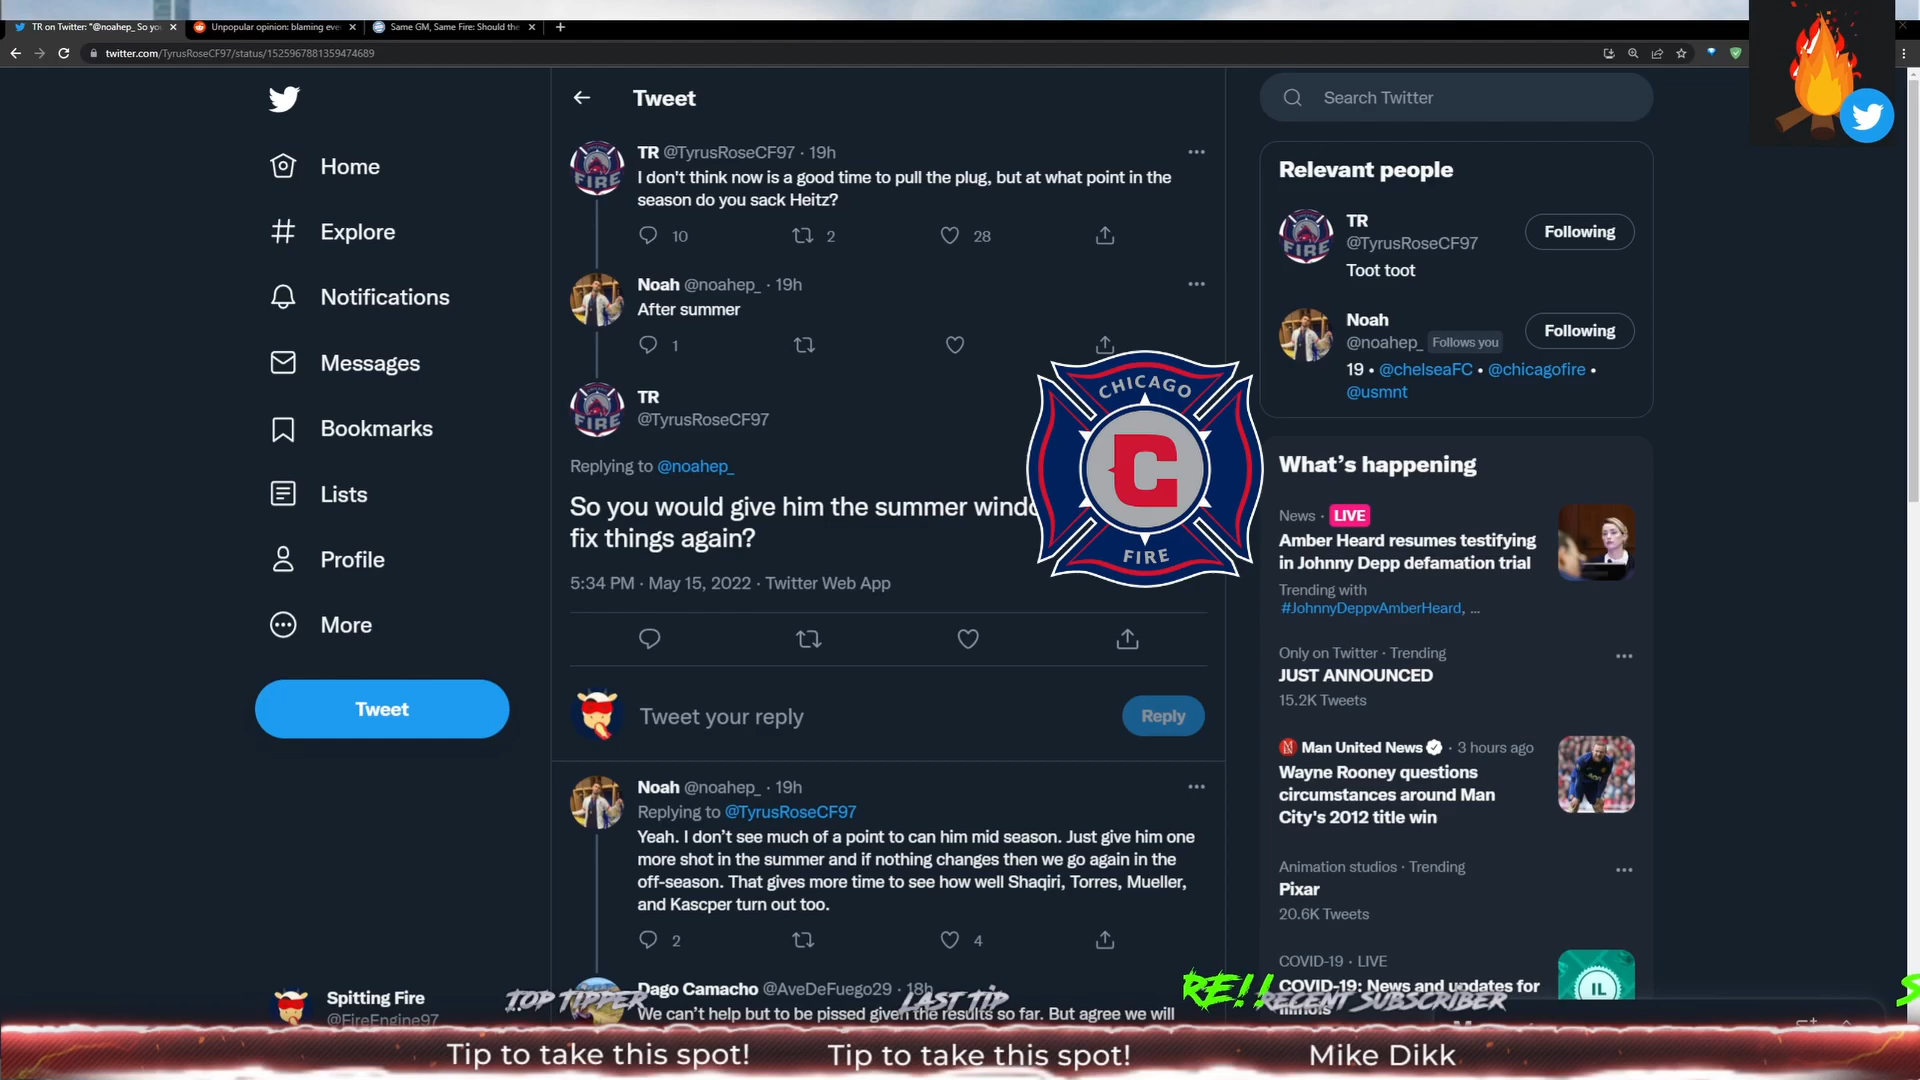 TR on Twitter: "@noahep_ So yo
Unpopular opinion: blaming eve
Same GM, Same Fire: Should the
twitter.com/TyrusRoseCF97/status/1525967881359474689
Home
Explore
Notifications
Messages
Bookmarks
Lists
Profile
More
Tweet
Spitting Fire
@FireEngine97
Tweet
TR @TyrusRoseCF97 · 19h
I don't think now is a good time to pull the plug, but at what point in the
season do you sack Heitz?
10
2
28
Noah @noahep_ · 19h
After summer
1
TR
@TyrusRoseCF97
Replying to @noahep_
So you would give him the summer
fix things again?
5:34 PM · May 15, 2022 · Twitter Web App
Tweet your reply
Reply
Noah @noahep_ · 19h
Replying to @TyrusRoseCF97
Yeah. I don't see much of a point to can him mid season. Just give him one
more shot in the summer and if nothing changes then we go again in the
off-season. That gives more time to see how well Shaqiri, Torres, Mueller,
and Kascper turn out too.
2
4
Dago Camacho @AveDeFuego29 · 18h
We can't help but to be pissed given the results so far. But agree we will
CHICAGO
C
FIRE
FIRE
FIRE
Search Twitter
Relevant people
TR
@TyrusRoseCF97
Toot toot
Following
FIRE
Noah
@noahep_ Follows you
Following
19 • @chelseaFC • @chicagofire •
@usmnt
What's happening
News · LIVE
Amber Heard resumes testifying
in Johnny Depp defamation trial
Trending with
#JohnnyDeppvAmberHeard, ...
Only on Twitter · Trending
JUST ANNOUNCED
15.2K Tweets
Man United News · 3 hours ago
Wayne Rooney questions
circumstances around Man
City's 2012 title win
Animation studios · Trending
Pixar
20.6K Tweets
COVID-19 · LIVE
COVID-19: News and updates for
Illinois
IL
RE!!
TOP TIPPER
LAST TIP
RECENT SUBSCRIBER
Tip to take this spot!
Tip to take this spot!
Mike Dikk